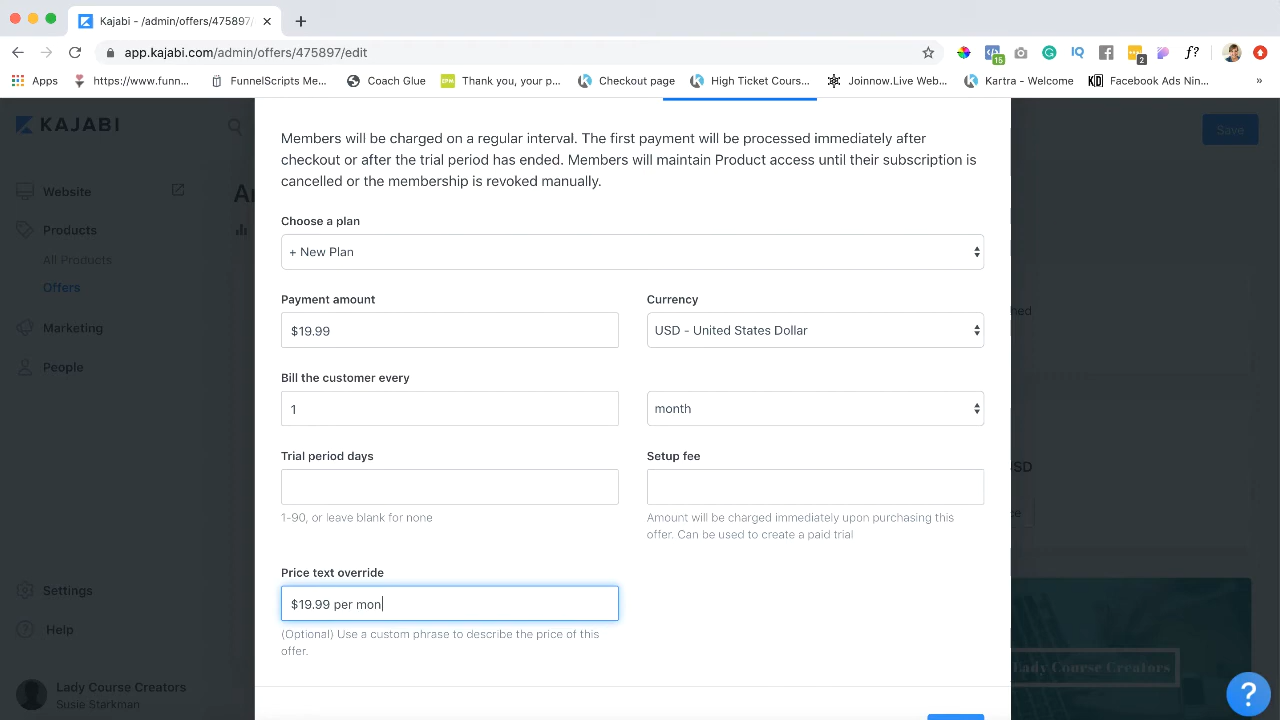 Kajabi - /admin/offers/475897/
app.kajabi.com/admin/offers/475897/edit
15
2
f?
Apps
https://www.funn...
FunnelScripts Me...
Coach Glue
Thank you, your p...
Checkout page
High Ticket Cours...
Joinnow.Live Web...
Kartra - Welcome
Facebook Ads Nin...
»
KAJABI
Save
Members will be charged on a regular interval. The first payment will be processed immediately after
checkout or after the trial period has ended. Members will maintain Product access until their subscription is
cancelled or the membership is revoked manually.
Website
Products
All Products
Offers
Marketing
People
Settings
Help
Lady Course Creators
Susie Starkman
Choose a plan
+ New Plan
Payment amount
Currency
$19.99
USD - United States Dollar
Bill the customer every
1
month
Trial period days
Setup fee
1-90, or leave blank for none
Amount will be charged immediately upon purchasing this
offer. Can be used to create a paid trial
Price text override
$19.99 per mon
(Optional) Use a custom phrase to describe the price of this
offer.
SD
Lady Course Creators
?